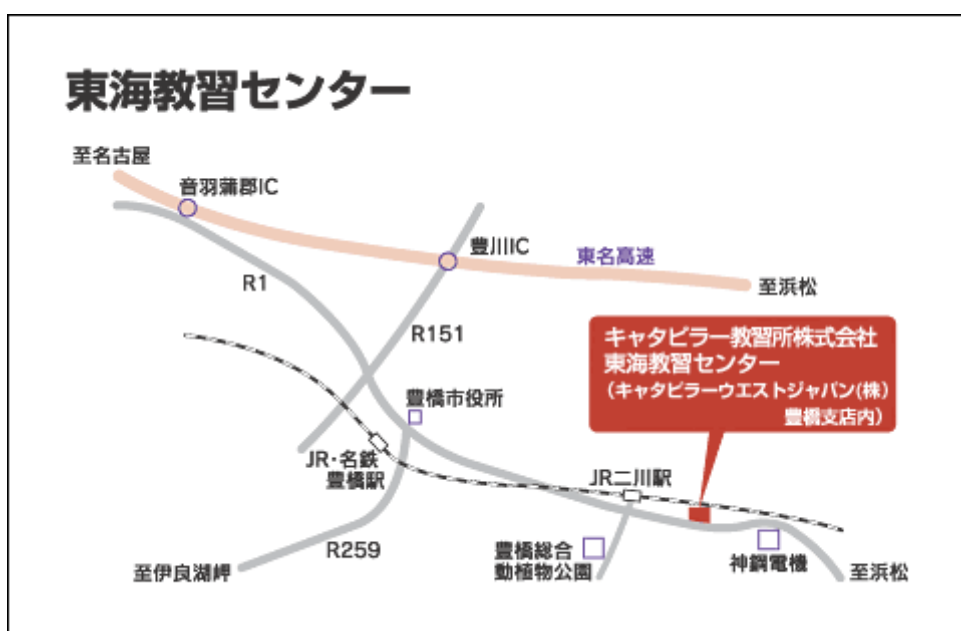 東海教習センター
至名古屋
音羽蒲郡IC
豊川IC
東名高速
至浜松
R1
R151
キャタピラー教習所株式会社
東海教習センター
（キャタピラーウエストジャパン(株)
豊橋支店内）
豊橋市役所
JR・名鉄
豊橋駅
JR二川駅
R259
豊橋総合
動植物公園
神鋼電機
至伊良湖岬
至浜松